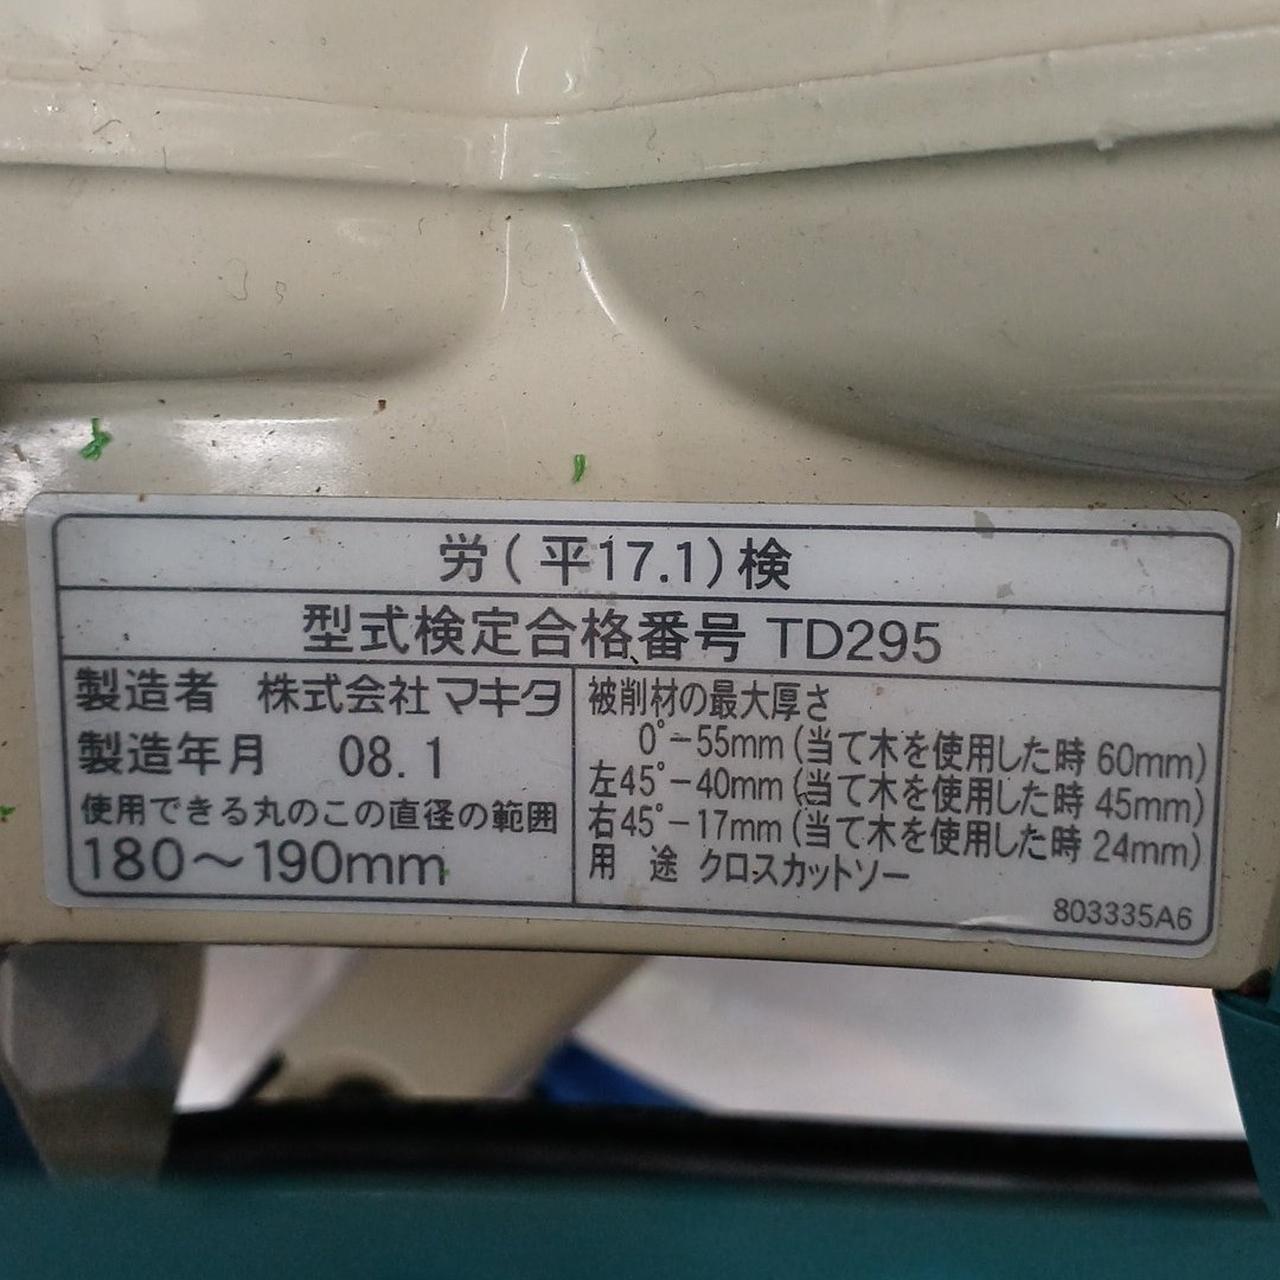 労(平17.1)検
型式検定合格番号 TD295
製造者 株式会社マキタ
製造年月 08.1
使用できる丸のこの直径の範囲
180～190mm
被削材の最大厚さ
0°-55mm(当て木を使用した時 60mm)
左45°-40mm(当て木を使用した時 45mm)
右45°-17mm(当て木を使用した時 24mm)
用 途 クロスカットソー
803335A6